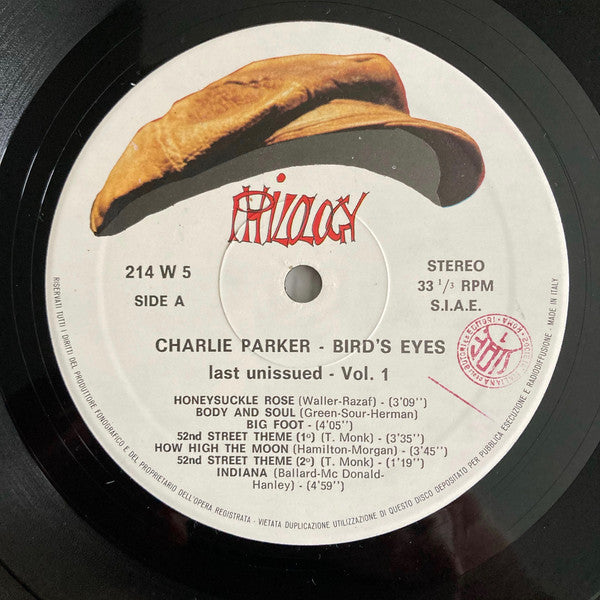 PHILOLOGY
214 W 5
SIDE A
STEREO
33 1/3 RPM
S.I.A.E.
CHARLIE PARKER - BIRD'S EYES
last unissued - Vol. 1
HONEYSUCKLE ROSE (Waller-Razaf) - (3'09'')
BODY AND SOUL (Green-Sour-Herman)
BIG FOOT - (4'05'')
52nd STREET THEME (1º) (T. Monk) - (3'35'')
HOW HIGH THE MOON (Hamilton-Morgan) - (3'45'')
52nd STREET THEME (2º) (T. Monk) - (1'19'')
INDIANA (Ballard-Mc Donald-
Hanley) - (4'59'')
RISERVATI TUTTI I DIRITTI DEL PRODUTTORE FONOGRAFICO E DEL PROPRIETARIO DELL'OPERA REGISTRATA - VIETATA DUPLICAZIONE UTILIZZAZIONE DI QUESTO DISCO DEPOSITATO PER PUBBLICA ESECUZIONE E RADIODIFFUSIONE - MADE IN ITALY